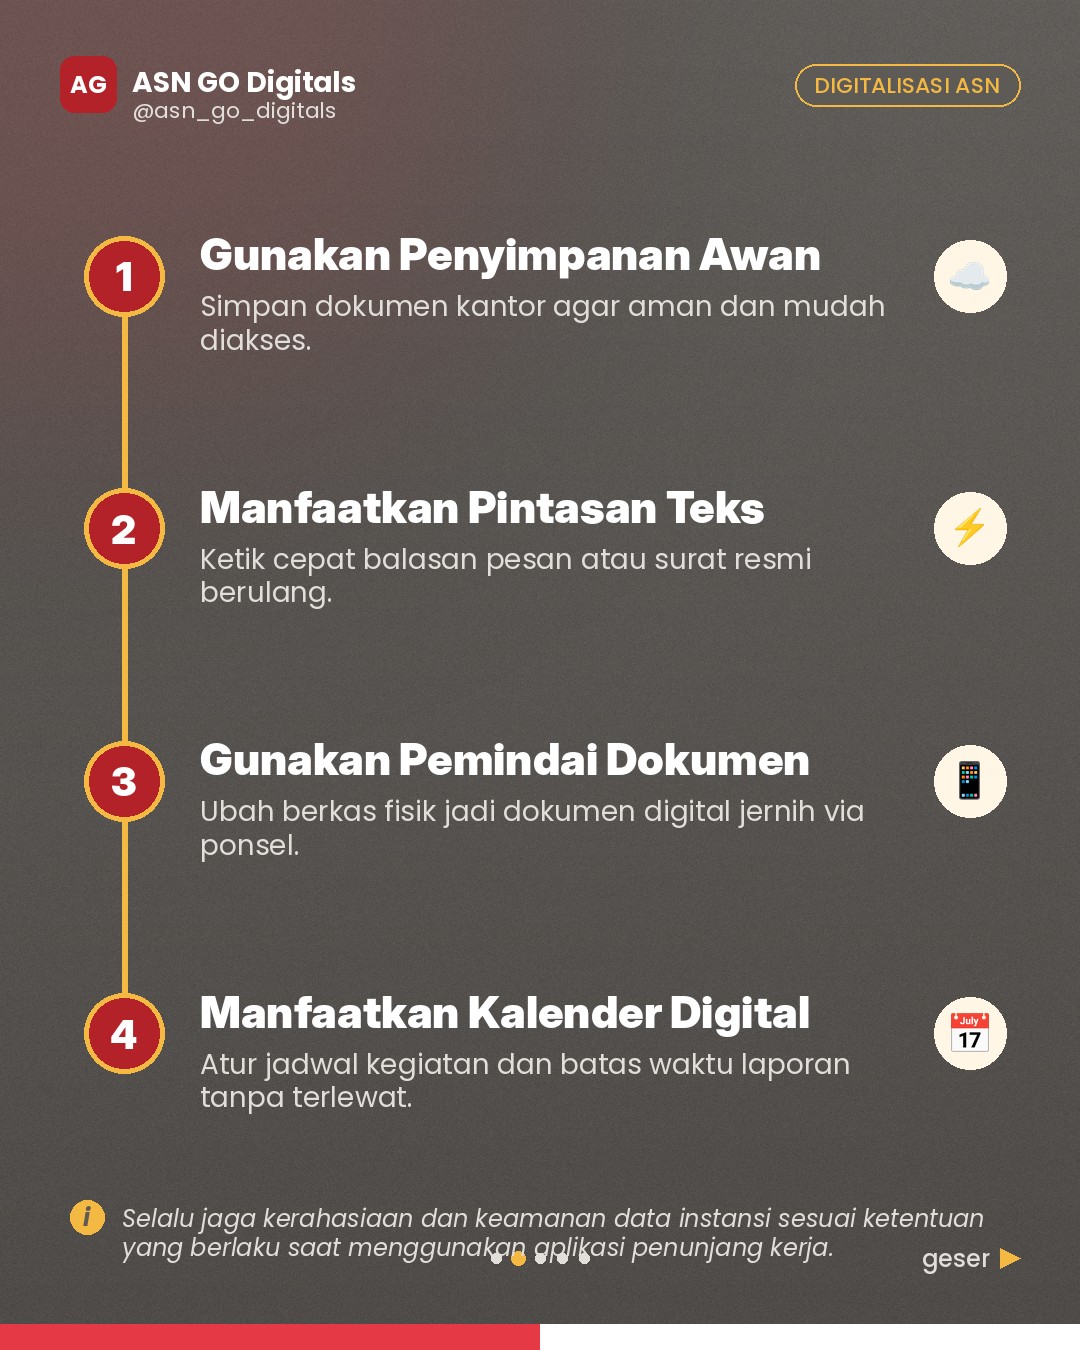 AG
ASN GO Digitals
@asn_go_digitals
DIGITALISASI ASN
1
Gunakan Penyimpanan Awan
Simpan dokumen kantor agar aman dan mudah
diakses.
2
Manfaatkan Pintasan Teks
Ketik cepat balasan pesan atau surat resmi
berulang.
3
Gunakan Pemindai Dokumen
Ubah berkas fisik jadi dokumen digital jernih via
ponsel.
4
Manfaatkan Kalender Digital
July
17
Atur jadwal kegiatan dan batas waktu laporan
tanpa terlewat.
i
Selalu jaga kerahasiaan dan keamanan data instansi sesuai ketentuan
yang berlaku saat menggunakan aplikasi penunjang kerja.
geser